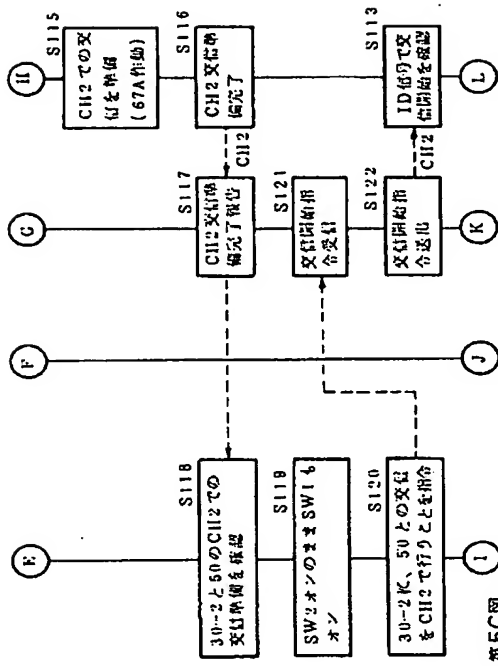 E
F
G
H
S115
CH2での交
信を準備
(67A作動)
S116
CH2交信準
備完了
CH2
S117
CH2交信準
備完了報告
S118
30-2と50のCH2での
交信準備を確認
S119
SW2オンのままSW1も
オン
S120
30-2に、50との交信
をCH2で行うことを指令
S121
交信開始指
令受信
S122
交信開始指
令送出
CH2
S113
ID信号で交
信開始を確認
I
J
K
L
第5C図